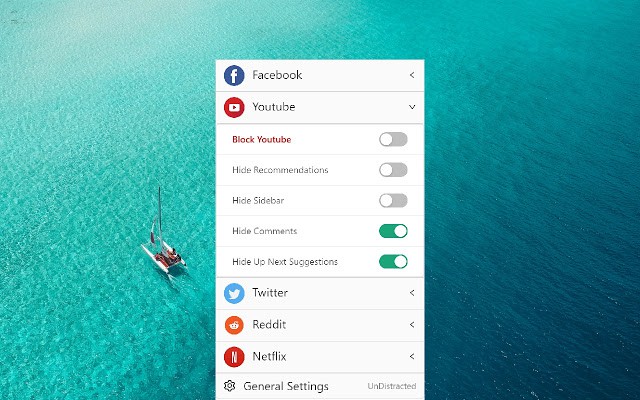 Facebook
Youtube
Block Youtube
Hide Recommendations
Hide Sidebar
Hide Comments
Hide Up Next Suggestions
Twitter
Reddit
Netflix
General Settings UnDistracted